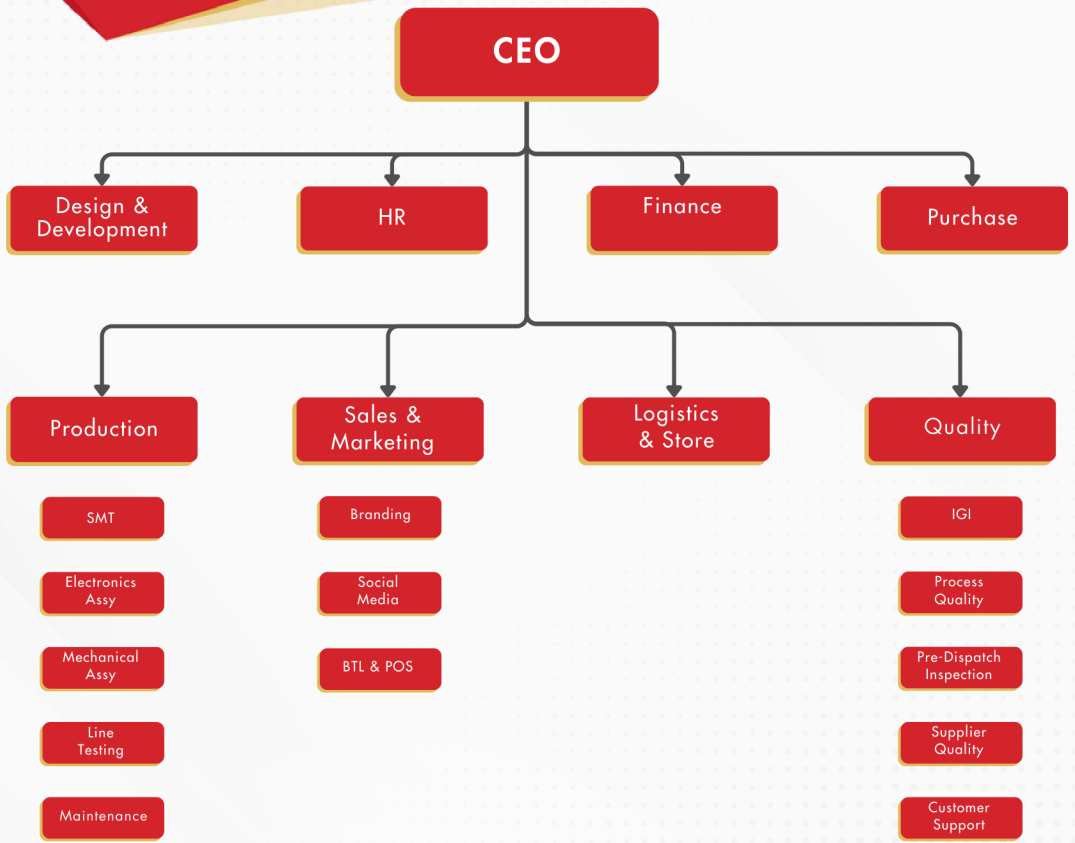 CEO
Design &
Development
HR
Finance
Purchase
Production
Sales &
Marketing
Logistics
& Store
Quality
SMT
Branding
IGI
Electronics
Assy
Social
Media
Process
Quality
Mechanical
Assy
BTL & POS
Pre-Dispatch
Inspection
Line
Testing
Supplier
Quality
Maintenance
Customer
Support